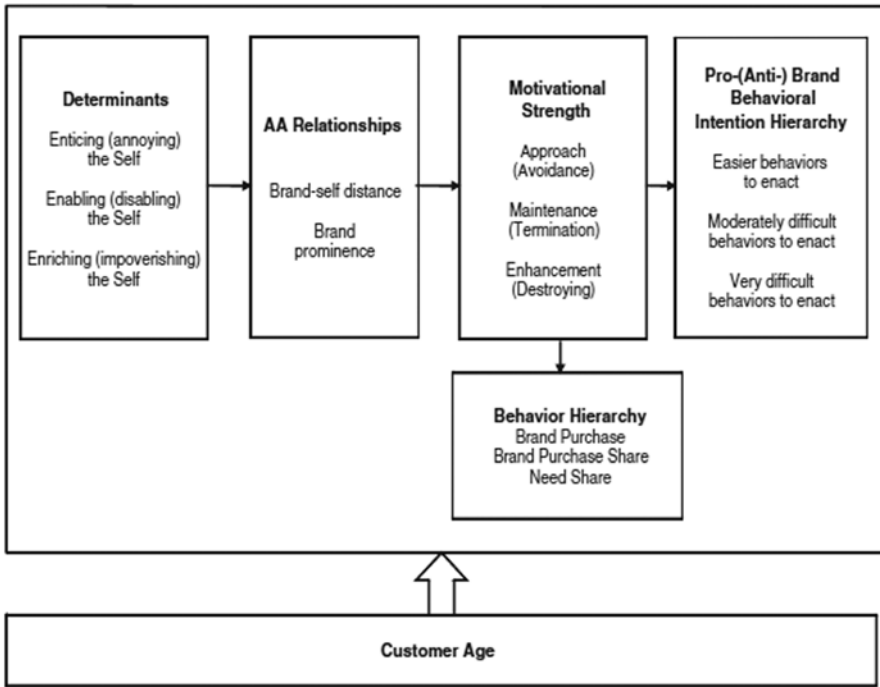 Determinants
Enticing (annoying)
the Self
Enabling (disabling)
the Self
Enriching (impoverishing)
the Self
AA Relationships
Brand-self distance
Brand
prominence
Motivational
Strength
Approach
(Avoidance)
Maintenance
(Termination)
Enhancement
(Destroying)
Pro-(Anti-) Brand
Behavioral
Intention Hierarchy
Easier behaviors
to enact
Moderately difficult
behaviors to enact
Very difficult
behaviors to enact
Behavior Hierarchy
Brand Purchase
Brand Purchase Share
Need Share
Customer Age